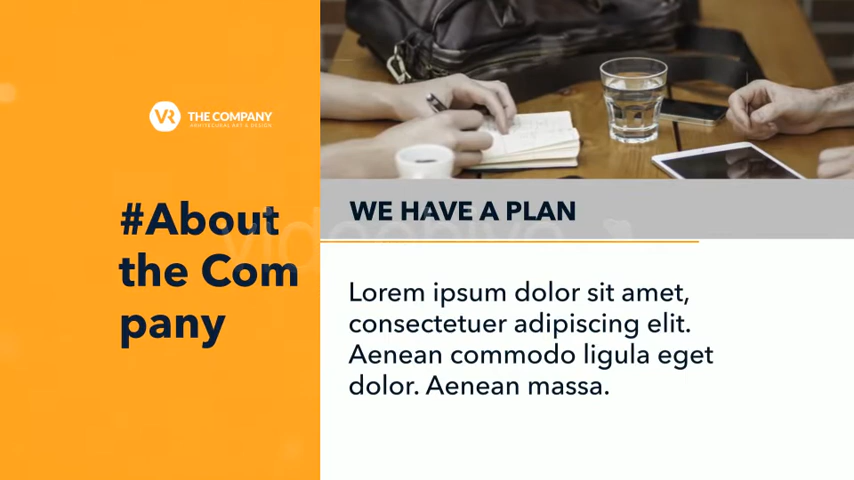 VR THE COMPANY
#About
the Com
pany
WE HAVE A PLAN
Lorem ipsum dolor sit amet,
consectetuer adipiscing elit.
Aenean commodo ligula eget
dolor. Aenean massa.
videohive